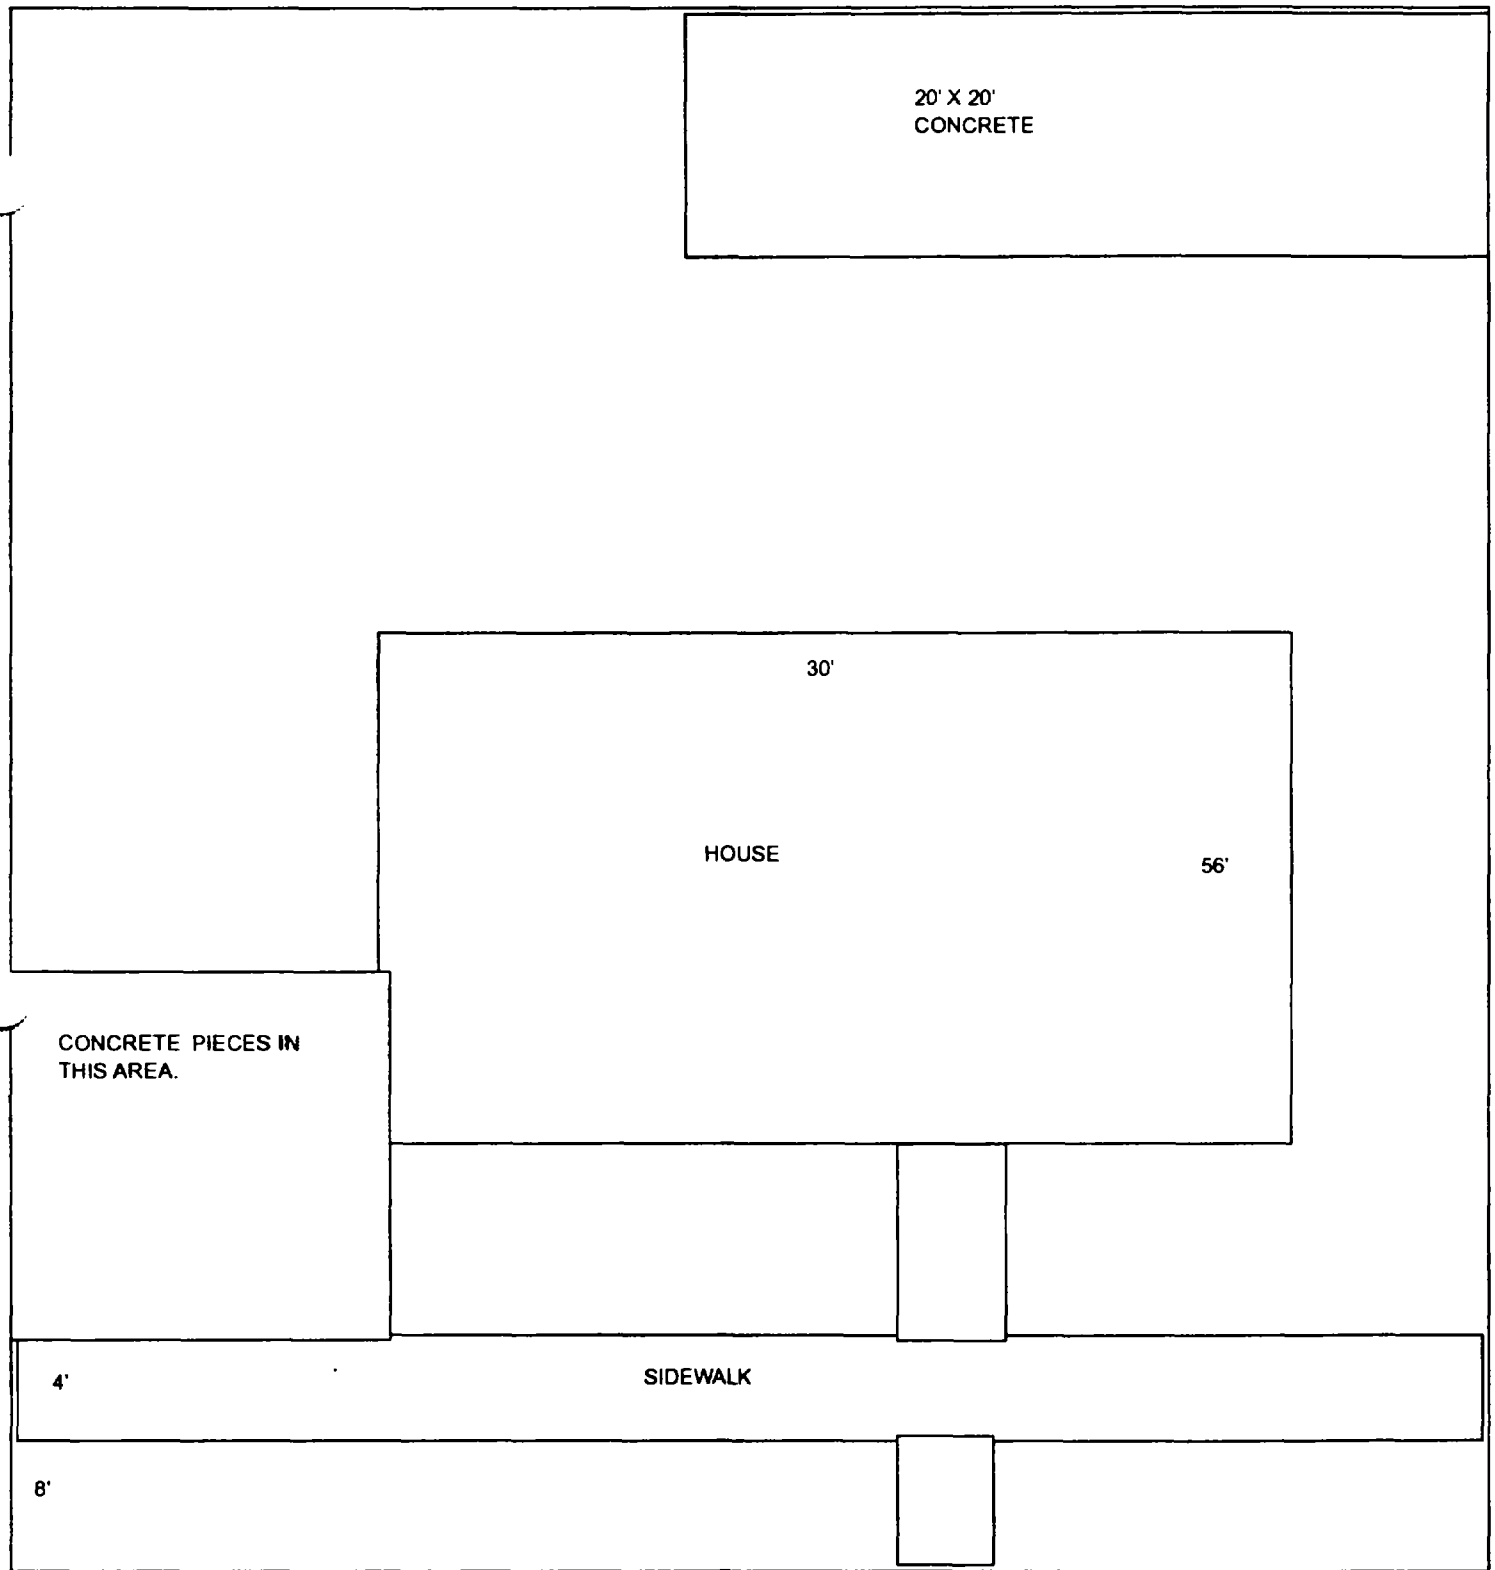 20' X 20'
CONCRETE
30'
HOUSE
56'
CONCRETE PIECES IN
THIS AREA.
4'
SIDEWALK
8'